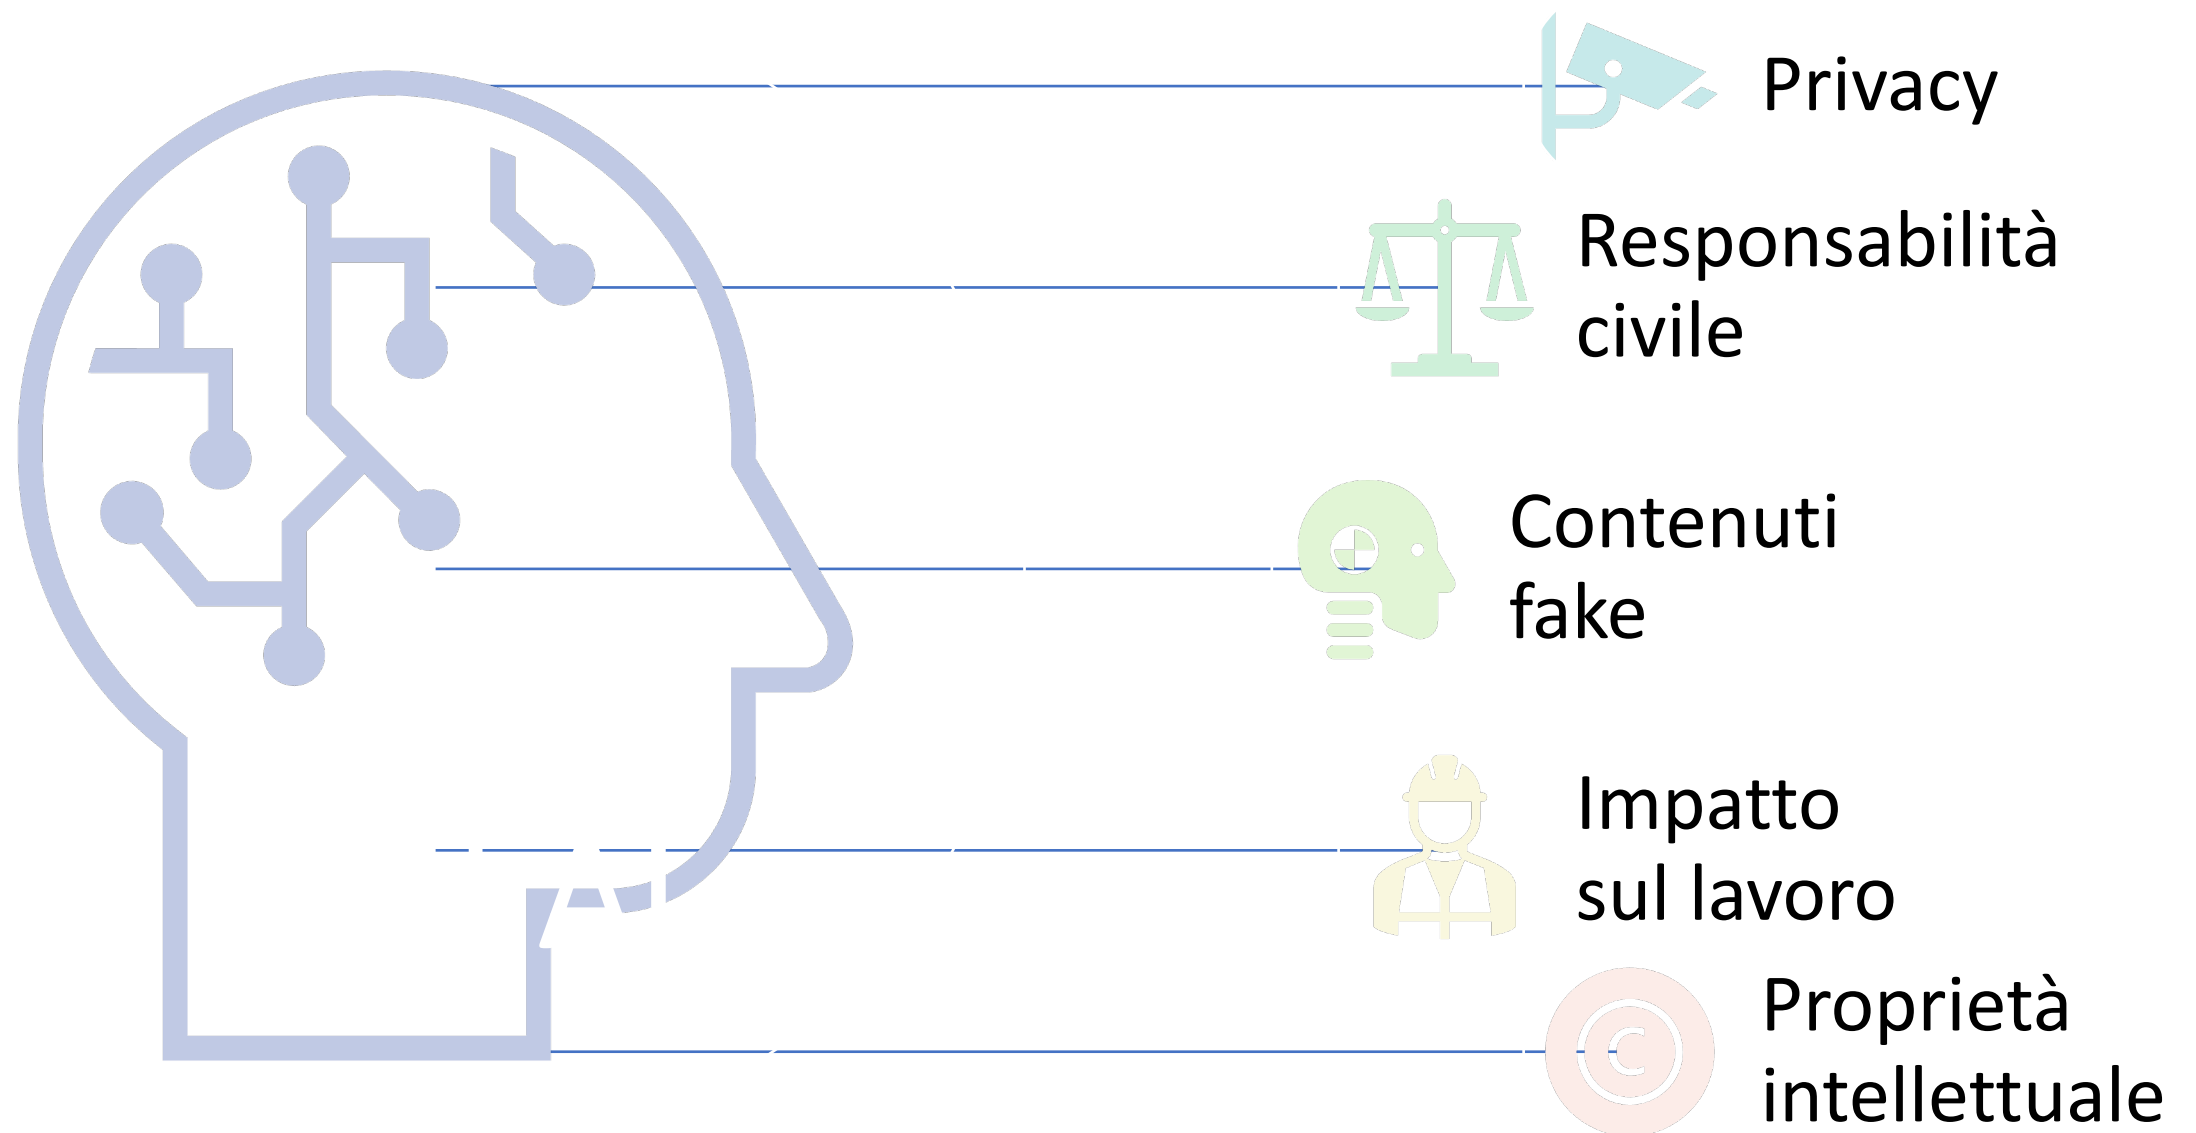 Privacy
Responsabilità
civile
Contenuti
fake
Impatto
sul lavoro
Proprietà
intellettuale